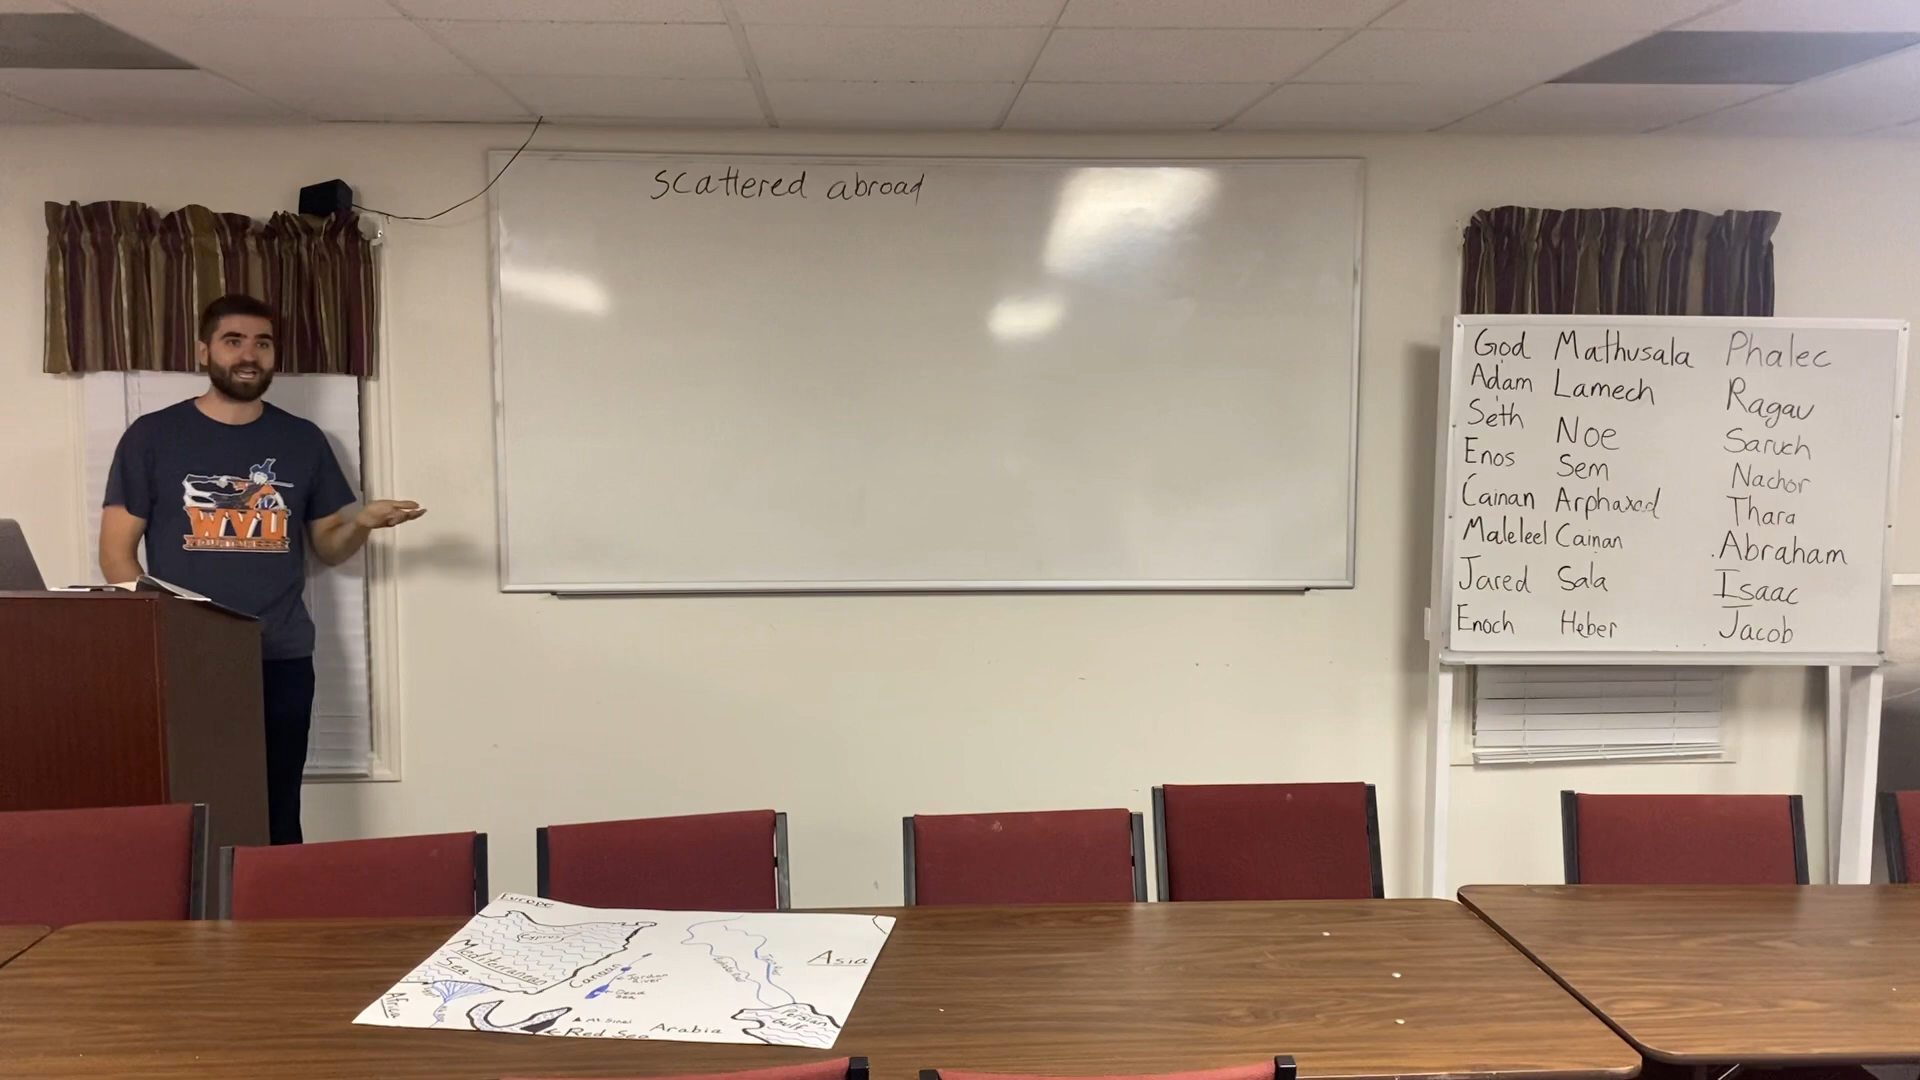 scattered abroad
God
Adam
Seth
Enos
Cainan
Maleleel
Jared
Enoch
Mathusala
Lamech
Noe
Sem
Arphaxad
Cainan
Sala
Heber
Phalec
Ragau
Saruch
Nachor
Thara
Abraham
Isaac
Jacob
WVU
Europe
Cyprus
Mediterranean
Sea
Canaan
Jordan
River
Dead
Sea
Asia
Africa
Mt. Sinai
Red Sea
Arabia
Persian
Gulf